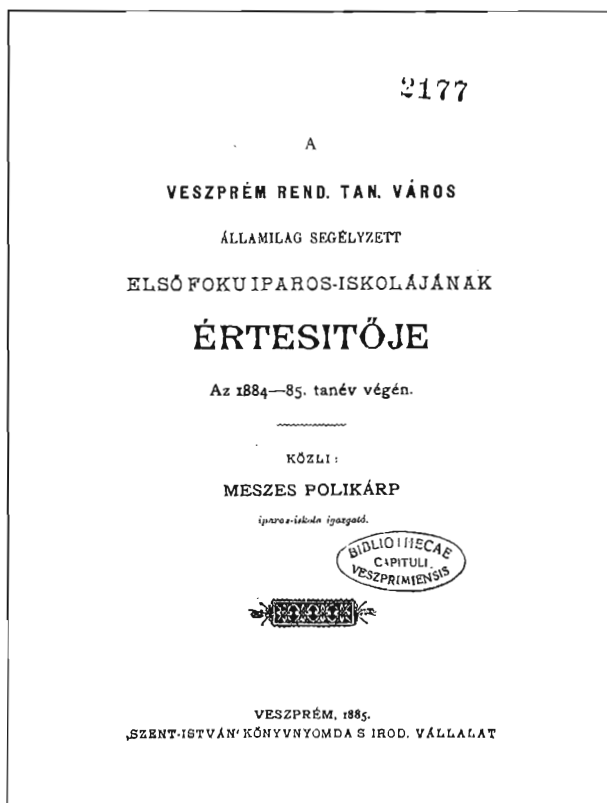 2177
A
VESZPRÉM REND. TAN. VÁROS
ÁLLAMILAG SEGÉLYZETT
ELSŐ FOKU IPAROS-ISKOLÁJÁNAK
ÉRTESITŐJE
Az 1884—85. tanév végén.
KÖZLI:
MESZES POLIKÁRP
iparos-iskola igazgató.
BIBLIOTHECAE
CAPITULI
VESZPRIMIENSIS
VESZPRÉM, 1885.
‚SZENT-ISTVÁN‘ KÖNYVNYOMDA S IROD. VÁLLALAT